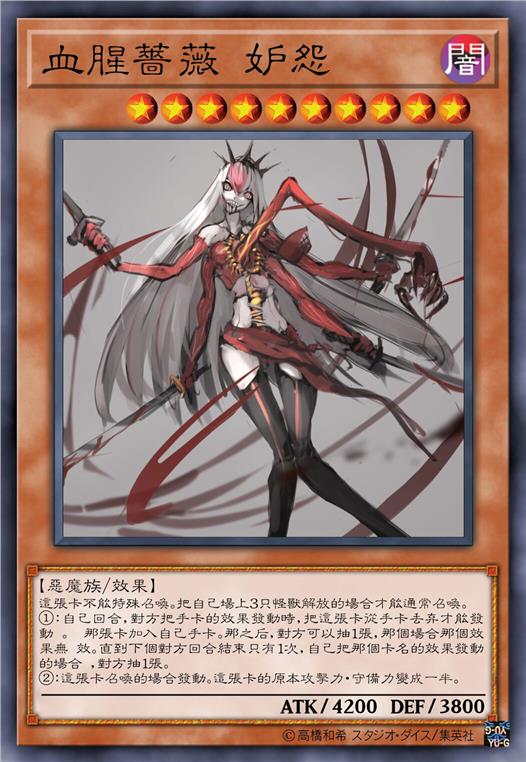 血腥薔薇 妒怨
闇
【惡魔族/效果】
這張卡不能特殊召喚。把自己場上3只怪獸解放的場合才能通常召喚。
①:自己回合,對方把手卡的效果發動時,把這張卡從手卡丟弃才能發
動 。 那張卡加入自己手卡。那之后,對方可以抽1張,那個場合那個效
果無 效。直到下個對方回合結束只有1次,自己把那個卡名的效果發動
的場合 ,對方抽1張。
②:這張卡召喚的場合發動。這張卡的原本攻擊力·守備力變成一半。
ATK/4200 DEF/3800
©高橋和希 スタジオ·ダイス/集英社